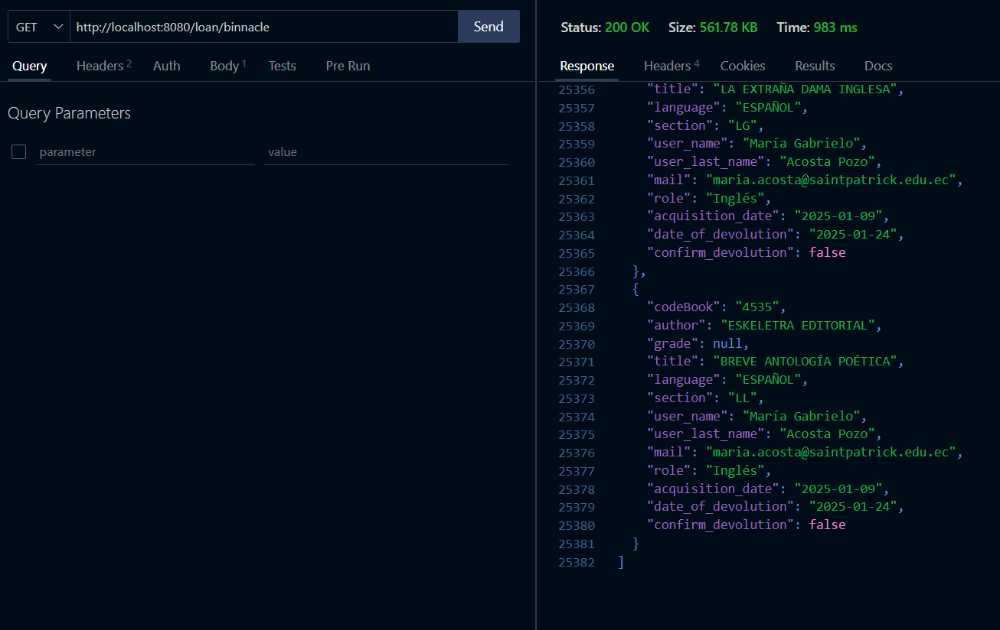 GET http://localhost:8080/loan/binnacle Send
Query Headers 2 Auth Body 1 Tests Pre Run
Query Parameters
parameter value
Status: 200 OK Size: 561.78 KB Time: 983 ms
Response Headers 4 Cookies Results Docs
25356 "title": "LA EXTRAÑA DAMA INGLESA",
25357 "language": "ESPAÑOL",
25358 "section": "LG",
25359 "user_name": "María Gabrielo",
25360 "user_last_name": "Acosta Pozo",
25361 "mail": "maria.acosta@saintpatrick.edu.ec",
25362 "role": "Inglés",
25363 "acquisition_date": "2025-01-09",
25364 "date_of_devolution": "2025-01-24",
25365 "confirm_devolution": false
25366 },
25367 {
25368 "codeBook": "4535",
25369 "author": "ESKELETRA EDITORIAL",
25370 "grade": null,
25371 "title": "BREVE ANTOLOGÍA POÉTICA",
25372 "language": "ESPAÑOL",
25373 "section": "LL",
25374 "user_name": "María Gabrielo",
25375 "user_last_name": "Acosta Pozo",
25376 "mail": "maria.acosta@saintpatrick.edu.ec",
25377 "role": "Inglés",
25378 "acquisition_date": "2025-01-09",
25379 "date_of_devolution": "2025-01-24",
25380 "confirm_devolution": false
25381 }
25382 ]